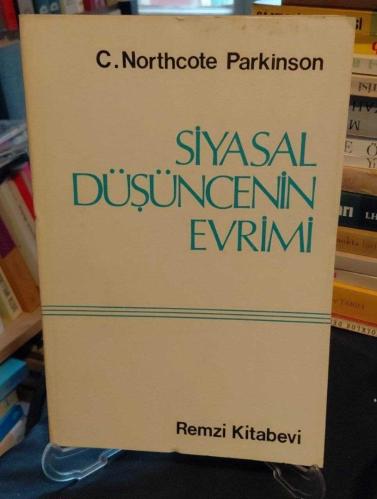 C. Northcote Parkinson
SİYASAL
DÜŞÜNCENİN
EVRİMİ
Remzi Kitabevi